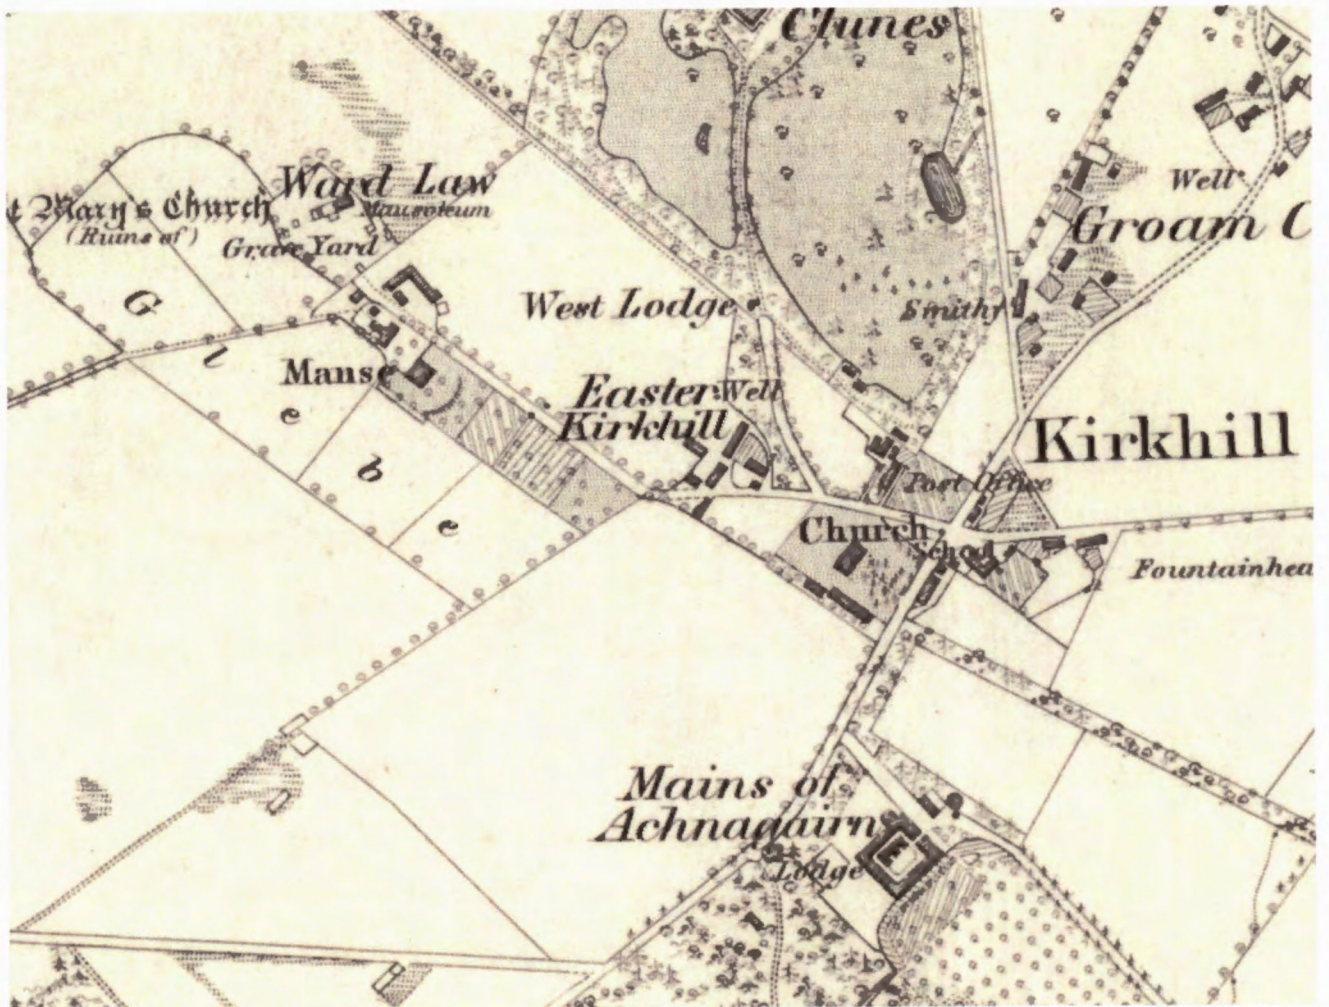 Clunes
Ward Law
Mausoleum
t Mary's Church
(Ruins of)
Grave Yard
Well
Groam C
G l e b e
West Lodge
Smithy
Manse
Easter
Kirkhill
Well
Kirkhill
Post Office
Church
School
Fountainhea
Mains of
Achnagairn
Lodge